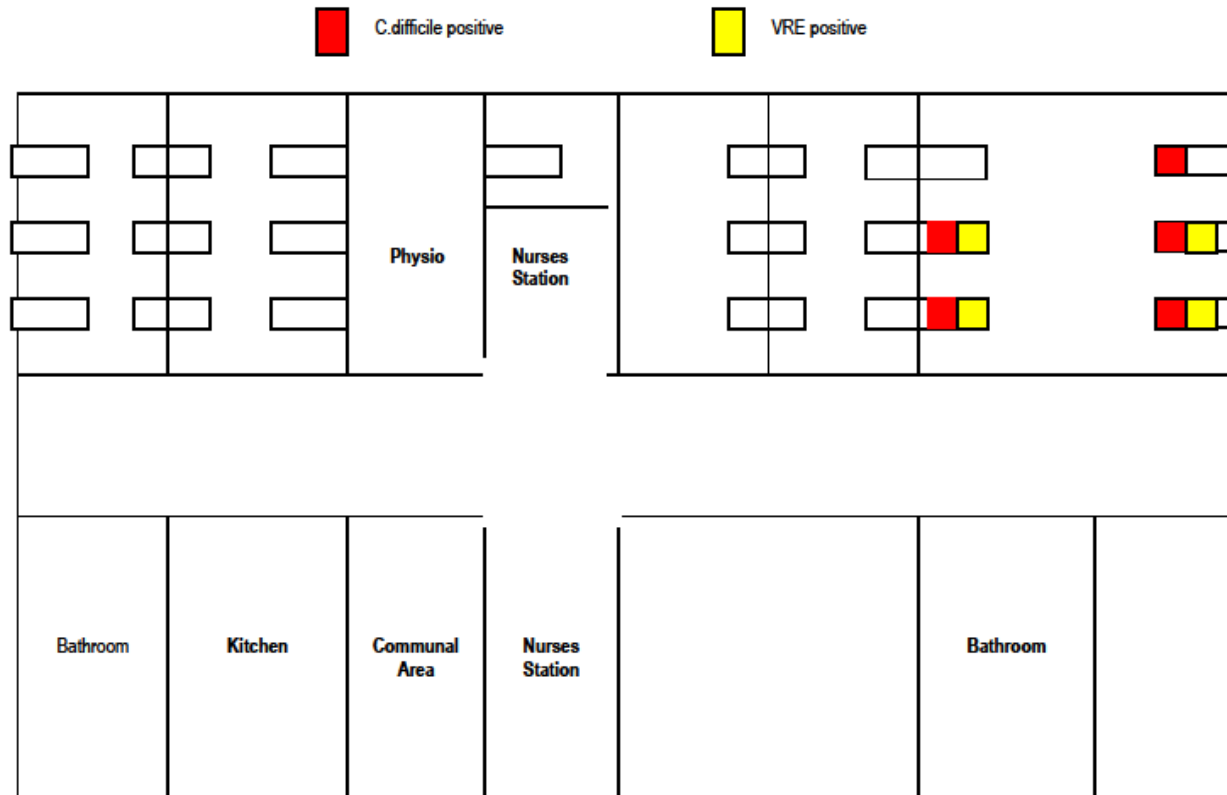 C.difficile positive
VRE positive
Physio
Nurses
Station
Bathroom
Kitchen
Communal
Area
Nurses
Station
Bathroom